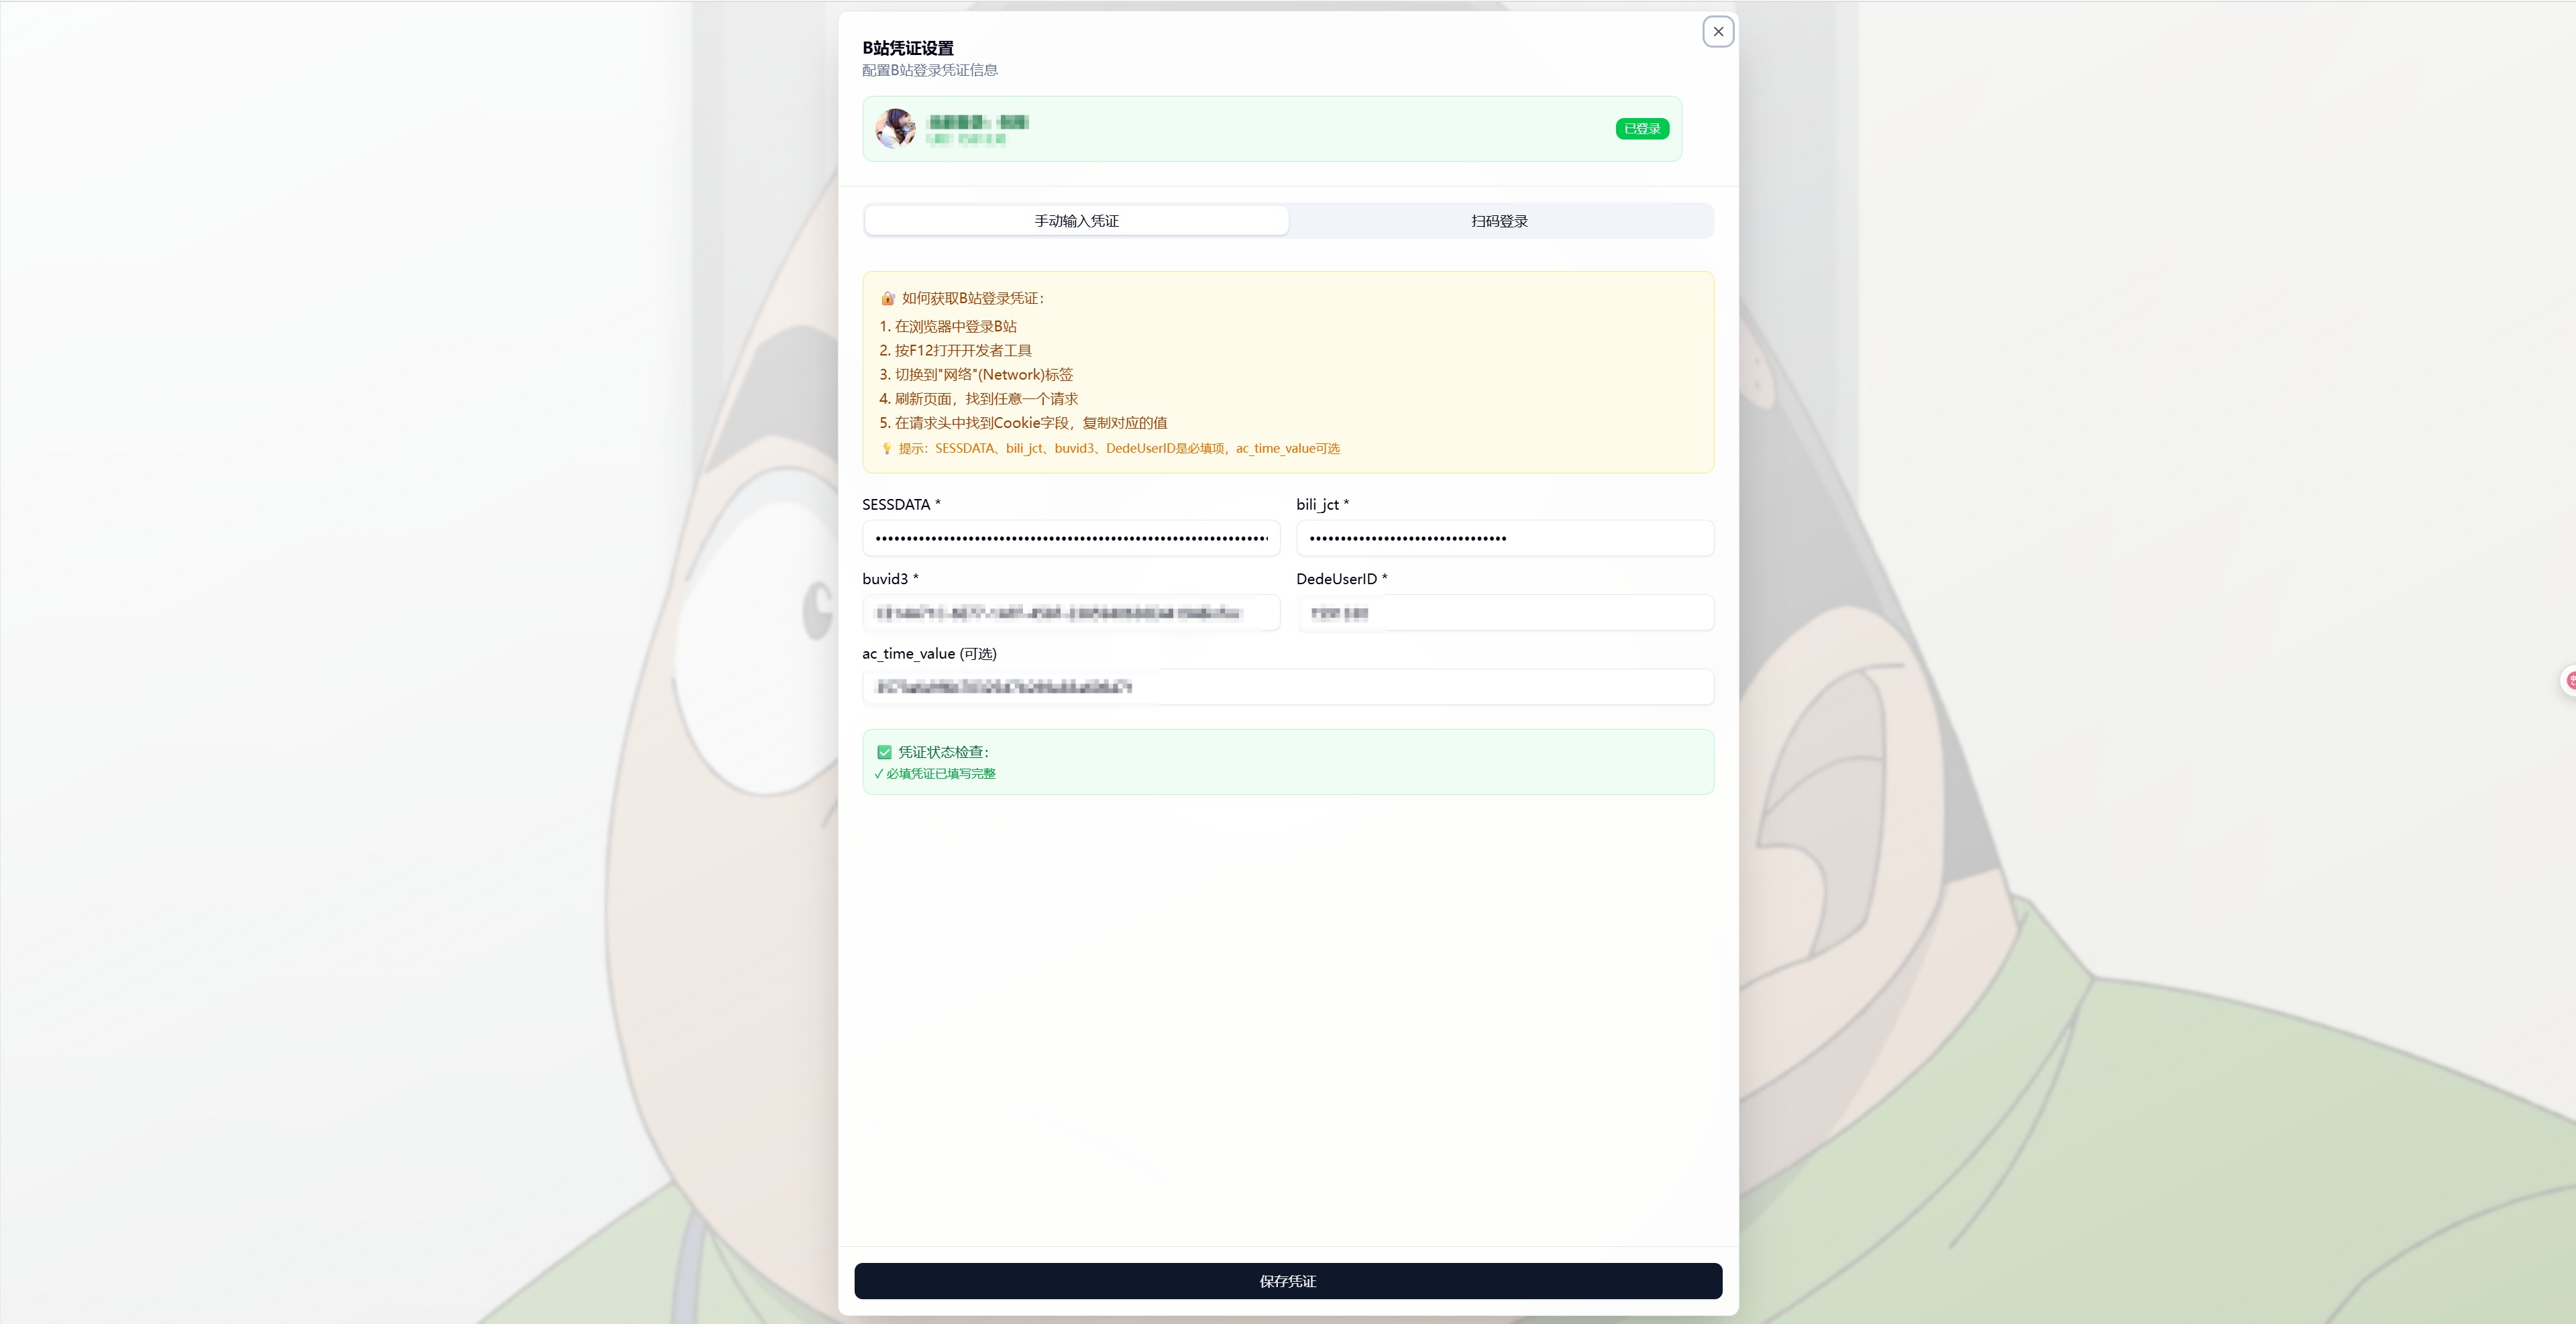 B站凭证设置
配置B站登录凭证信息
已登录
手动输入凭证
扫码登录
🔐 如何获取B站登录凭证：
1. 在浏览器中登录B站
2. 按F12打开开发者工具
3. 切换到"网络"(Network)标签
4. 刷新页面，找到任意一个请求
5. 在请求头中找到Cookie字段，复制对应的值
💡 提示：SESSDATA、bili_jct、buvid3、DedeUserID是必填项，ac_time_value可选
SESSDATA *
bili_jct *
buvid3 *
DedeUserID *
ac_time_value (可选)
✅ 凭证状态检查：
✓ 必填凭证已填写完整
保存凭证